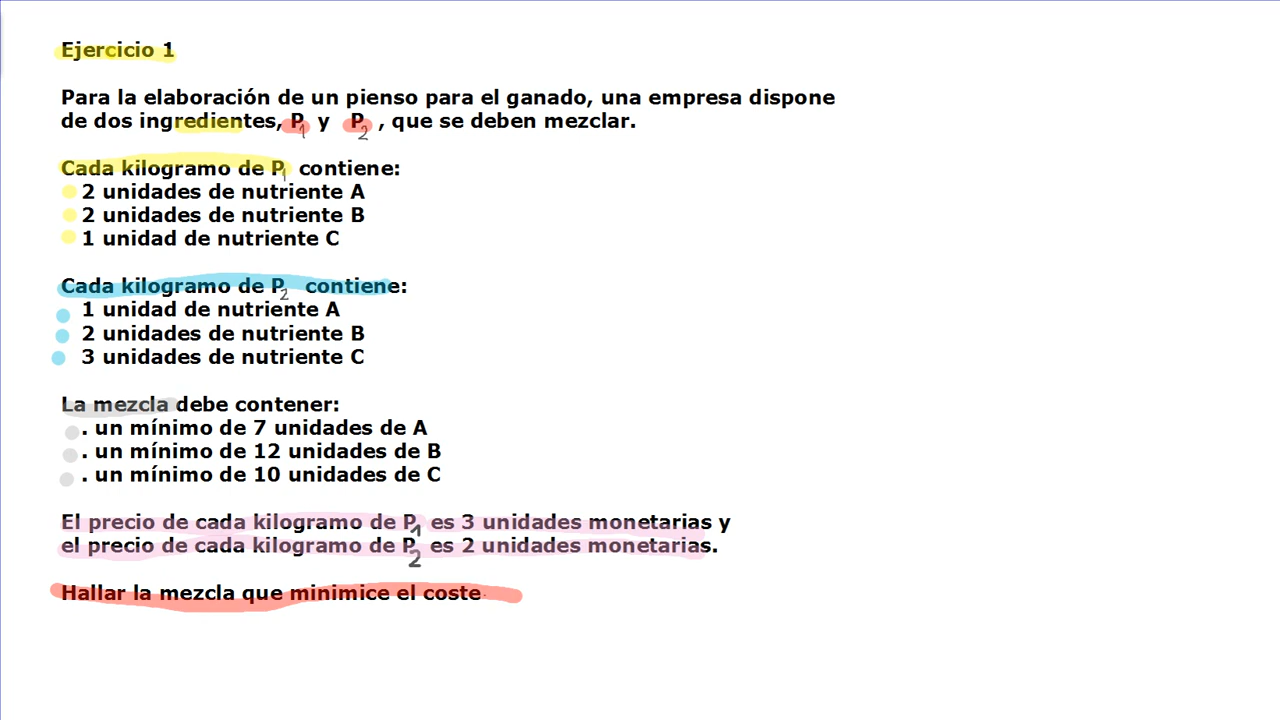 Ejercicio 1
Para la elaboración de un pienso para el ganado, una empresa dispone
de dos ingredientes, P1 y P2 , que se deben mezclar.
Cada kilogramo de P1 contiene:
2 unidades de nutriente A
2 unidades de nutriente B
1 unidad de nutriente C
Cada kilogramo de P2 contiene:
1 unidad de nutriente A
2 unidades de nutriente B
3 unidades de nutriente C
La mezcla debe contener:
. un mínimo de 7 unidades de A
. un mínimo de 12 unidades de B
. un mínimo de 10 unidades de C
El precio de cada kilogramo de P1 es 3 unidades monetarias y
el precio de cada kilogramo de P2 es 2 unidades monetarias.
Hallar la mezcla que minimice el coste